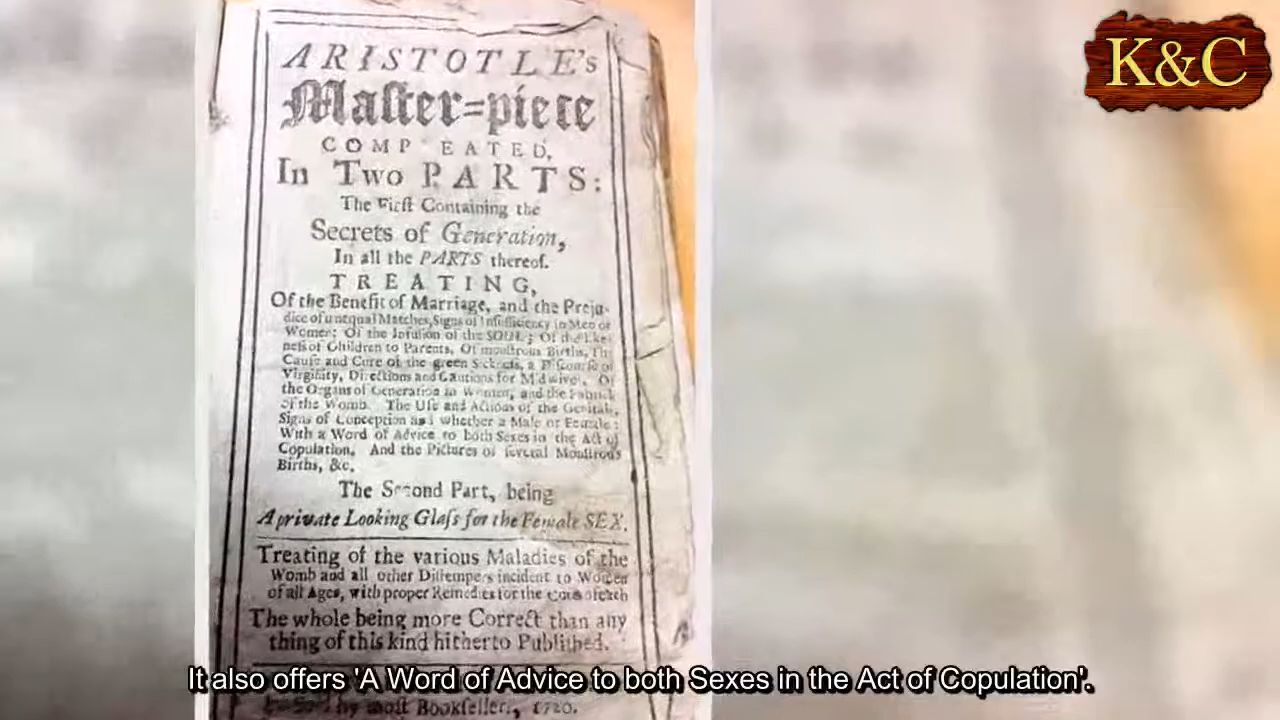 K&C
ARISTOTLE's
Maſter=piece
COMP EATED,
In Two PARTS:
The Firſt Containing the
Secrets of Generation,
In all the PARTS thereof.
TREATING,
Of the Benefit of Marriage, and the Preju-
dice of unequal Matches, Signs of Inſufficiency in Men or
Women; Of the Infuſion of the SOUL; Of the Like-
neſs of Children to Parents, Of monſtrous Births, The
Cauſe and Cure of the green Sickneſs, a Diſcourſe of
Virginity, Directions and Cautions for Midwives, Of
the Organs of Generation in Women, and the Fabrick
of the Womb. The Uſe and Actions of the Genitals,
Signs of Conception and whether a Male or Female;
With a Word of Advice to both Sexes in the Act of
Copulation. And the Pictures of ſeveral Monſtrous
Births, &c.
The Second Part, being
A private Looking Glaſs for the Female SEX.
Treating of the various Maladies of the
Womb and all other Diſtempers incident to Women
of all Ages, with proper Remedies for the Cure of each
The whole being more Correct than any
thing of this kind hitherto Publiſhed.
It also offers 'A Word of Advice to both Sexes in the Act of Copulation'.
by moſt Bookſellers, 1720.